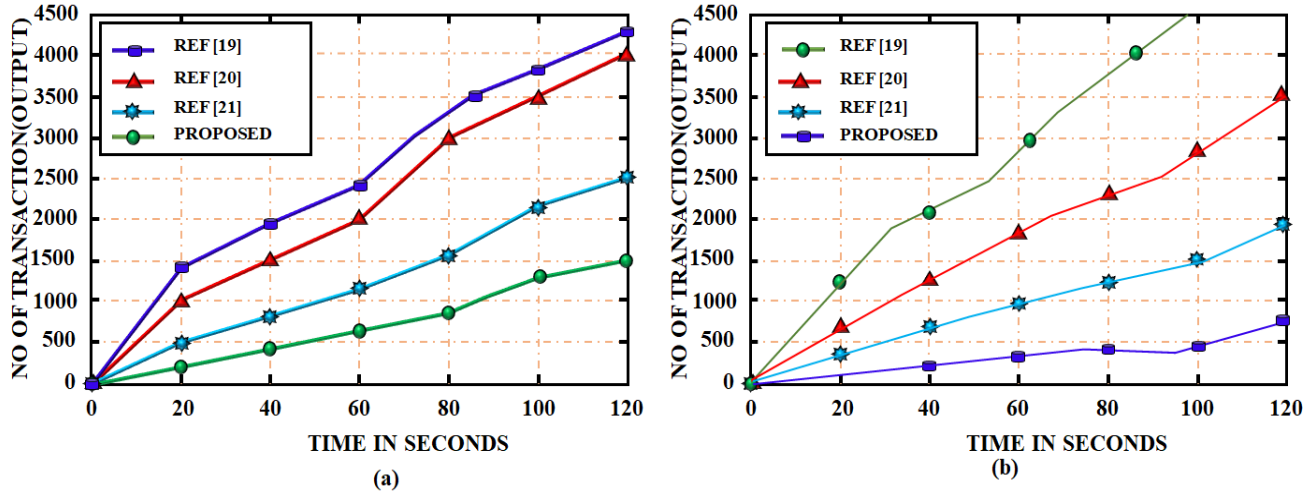 NO OF TRANSACTION(OUTPUT)
4500
4000
3500
3000
2500
2000
1500
1000
500
0
REF [19]
REF [20]
REF [21]
PROPOSED
0 20 40 60 80 100 120
TIME IN SECONDS
(a)
NO OF TRANSACTION(OUTPUT)
4500
4000
3500
3000
2500
2000
1500
1000
500
0
REF [19]
REF [20]
REF [21]
PROPOSED
0 20 40 60 80 100 120
TIME IN SECONDS
(b)